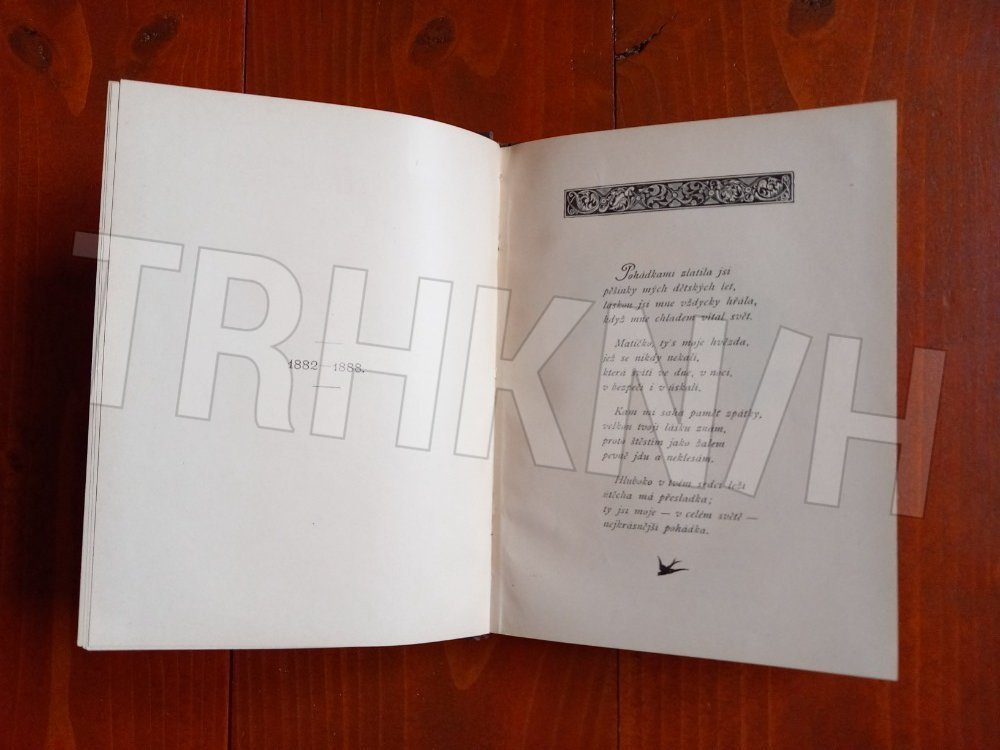 1882—1888.
Pohádkami zlatila jsi
pěšinky mých dětských let,
láskou jsi mne vždycky hřála,
když mne chladem vítal svět.
Matičko, ty's moje hvězda,
jež se nikdy nekalí,
která svítí ve dne, v noci,
v bezpečí i v úskalí.
Kam mi sahá paměť zpátky,
velkou tvoji lásku znám,
proto štěstím jako žalem
pevně jdu a neklesám.
Hluboko v tvém srdci leží
útěcha má přesladká;
ty jsi moje — v celém světě —
nejkrásnější pohádka.
TRHKNIH